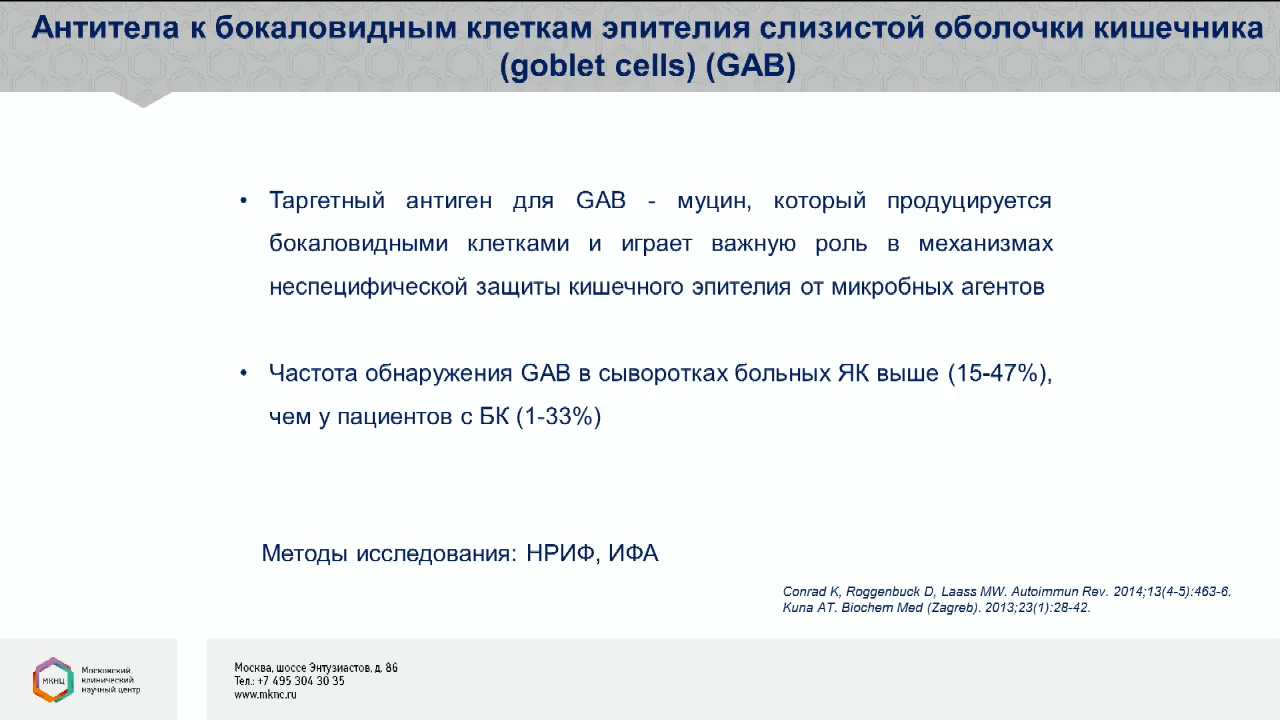 Антитела к бокаловидным клеткам эпителия слизистой оболочки кишечника
(goblet cells) (GAB)
• Таргетный антиген для GAB - муцин, который продуцируется
бокаловидными клетками и играет важную роль в механизмах
неспецифической защиты кишечного эпителия от микробных агентов
• Частота обнаружения GAB в сыворотках больных ЯК выше (15-47%),
чем у пациентов с БК (1-33%)
Методы исследования: НРИФ, ИФА
Conrad K, Roggenbuck D, Laass MW. Autoimmun Rev. 2014;13(4-5):463-6.
Kuna AT. Biochem Med (Zagreb). 2013;23(1):28-42.
МКНЦ
Московский
клинический
научный центр
Москва, шоссе Энтузиастов, д. 86
Тел.: +7 495 304 30 35
www.mknc.ru